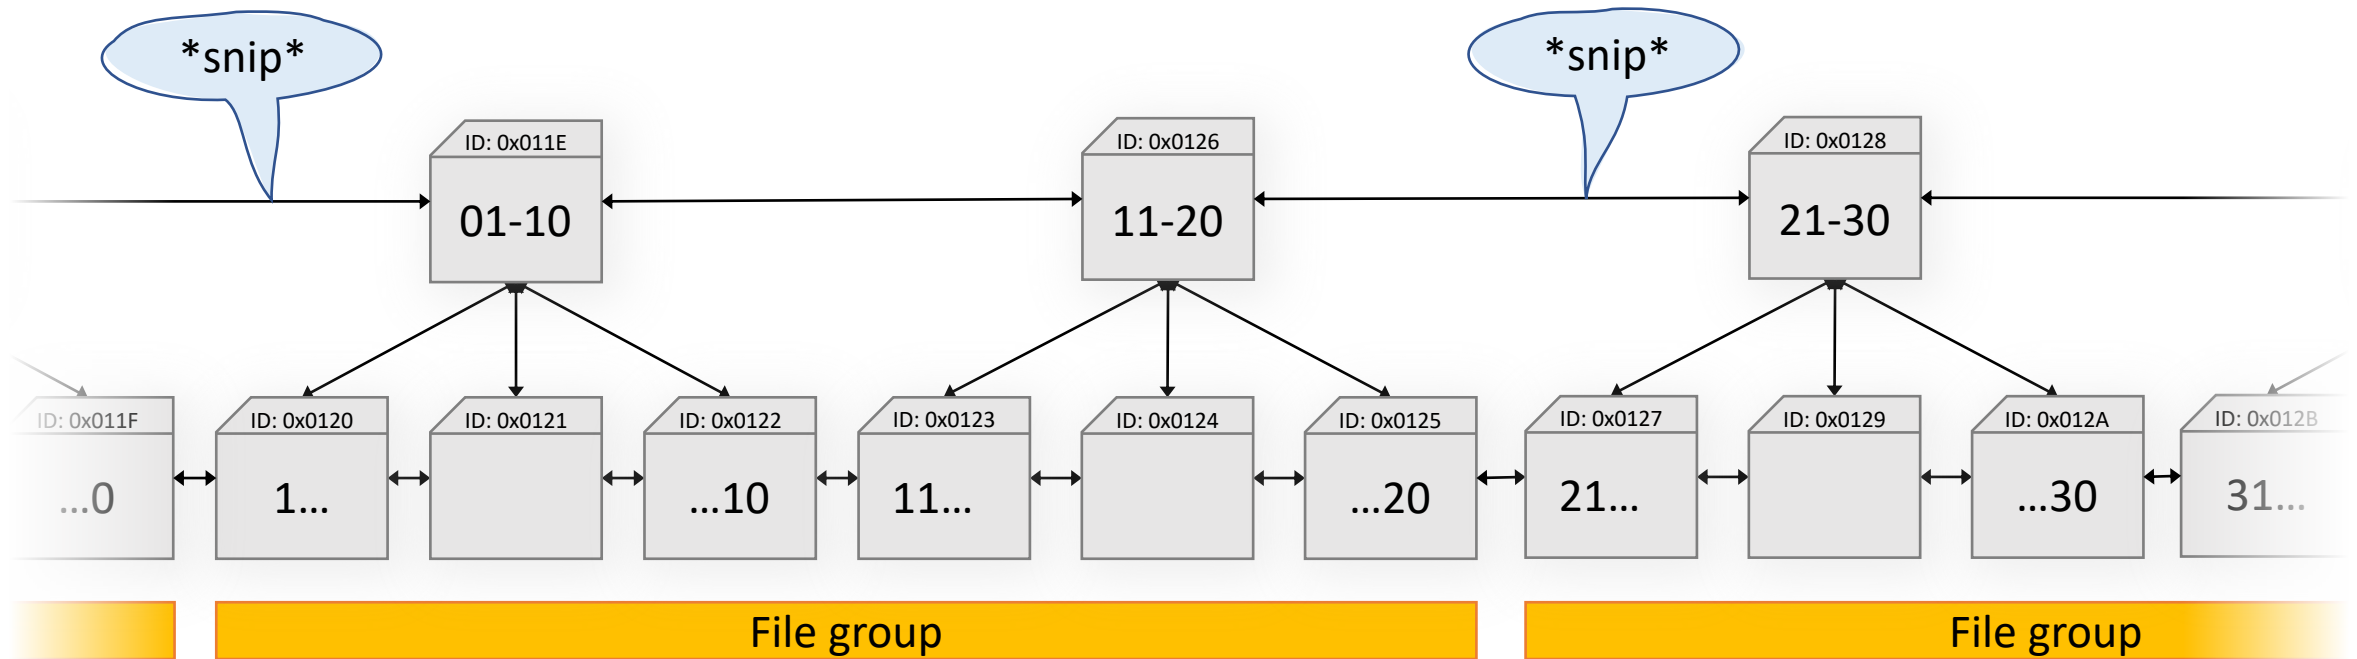 *snip*
*snip*
ID: 0x011E
01-10
ID: 0x0126
11-20
ID: 0x0128
21-30
ID: 0x011F
...0
ID: 0x0120
1...
ID: 0x0121
ID: 0x0122
...10
ID: 0x0123
11...
ID: 0x0124
ID: 0x0125
...20
ID: 0x0127
21...
ID: 0x0129
ID: 0x012A
...30
ID: 0x012B
31...
File group
File group